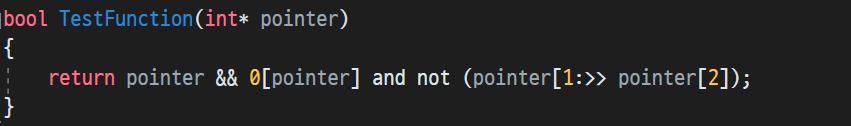 bool TestFunction(int* pointer)
{
return pointer && 0[pointer] and not (pointer[1:>> pointer[2]);
}